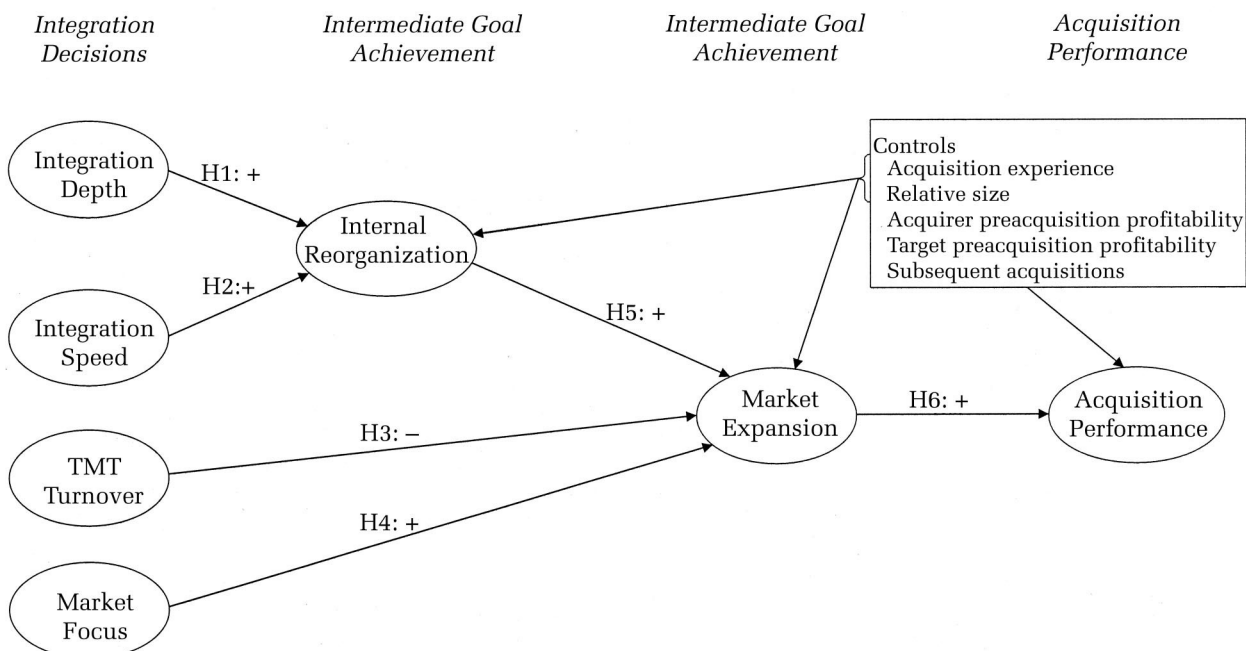 Integration
Decisions
Intermediate Goal
Achievement
Intermediate Goal
Achievement
Acquisition
Performance
Integration
Depth
H1: +
Internal
Reorganization
Integration
Speed
H2:+
H5: +
Controls
Acquisition experience
Relative size
Acquirer preacquisition profitability
Target preacquisition profitability
Subsequent acquisitions
TMT
Turnover
H3: –
Market
Expansion
H6: +
Acquisition
Performance
H4: +
Market
Focus